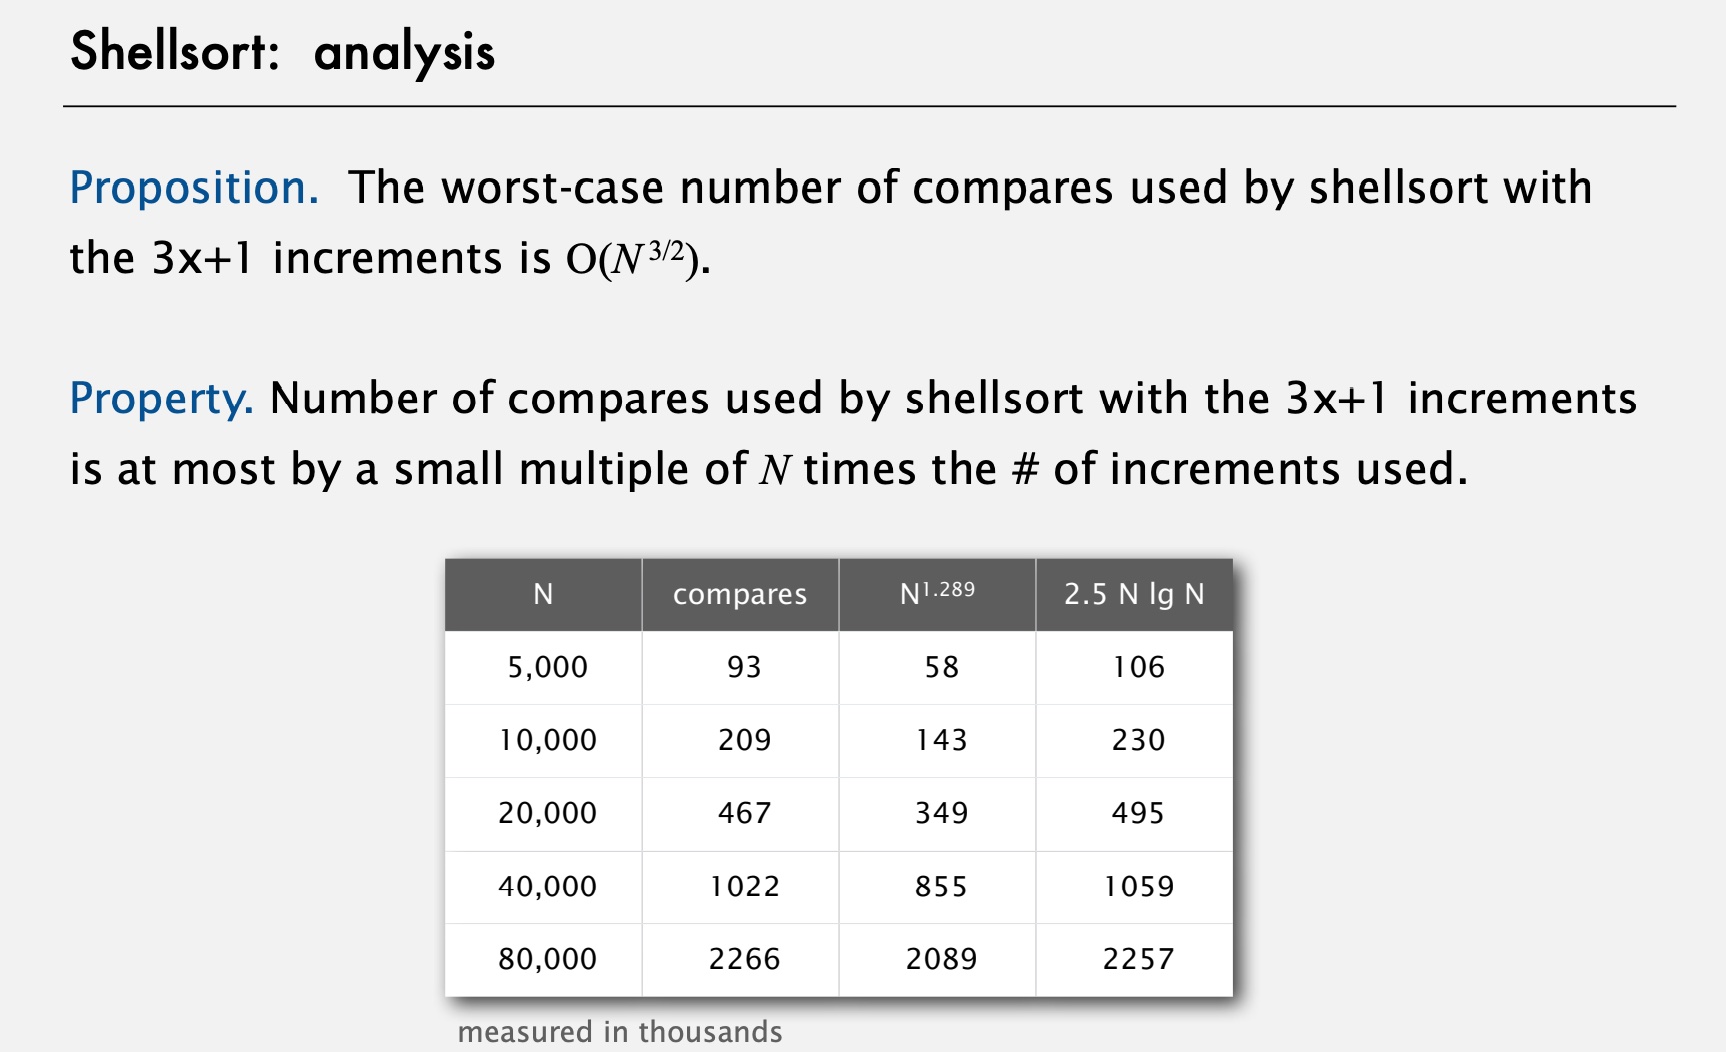 Shellsort: analysis
Proposition. The worst-case number of compares used by shellsort with
the 3x+1 increments is O(N 3/2).
Property. Number of compares used by shellsort with the 3x+1 increments
is at most by a small multiple of N times the # of increments used.
N compares N1.289 2.5 N lg N
5,000 93 58 106
10,000 209 143 230
20,000 467 349 495
40,000 1022 855 1059
80,000 2266 2089 2257
measured in thousands